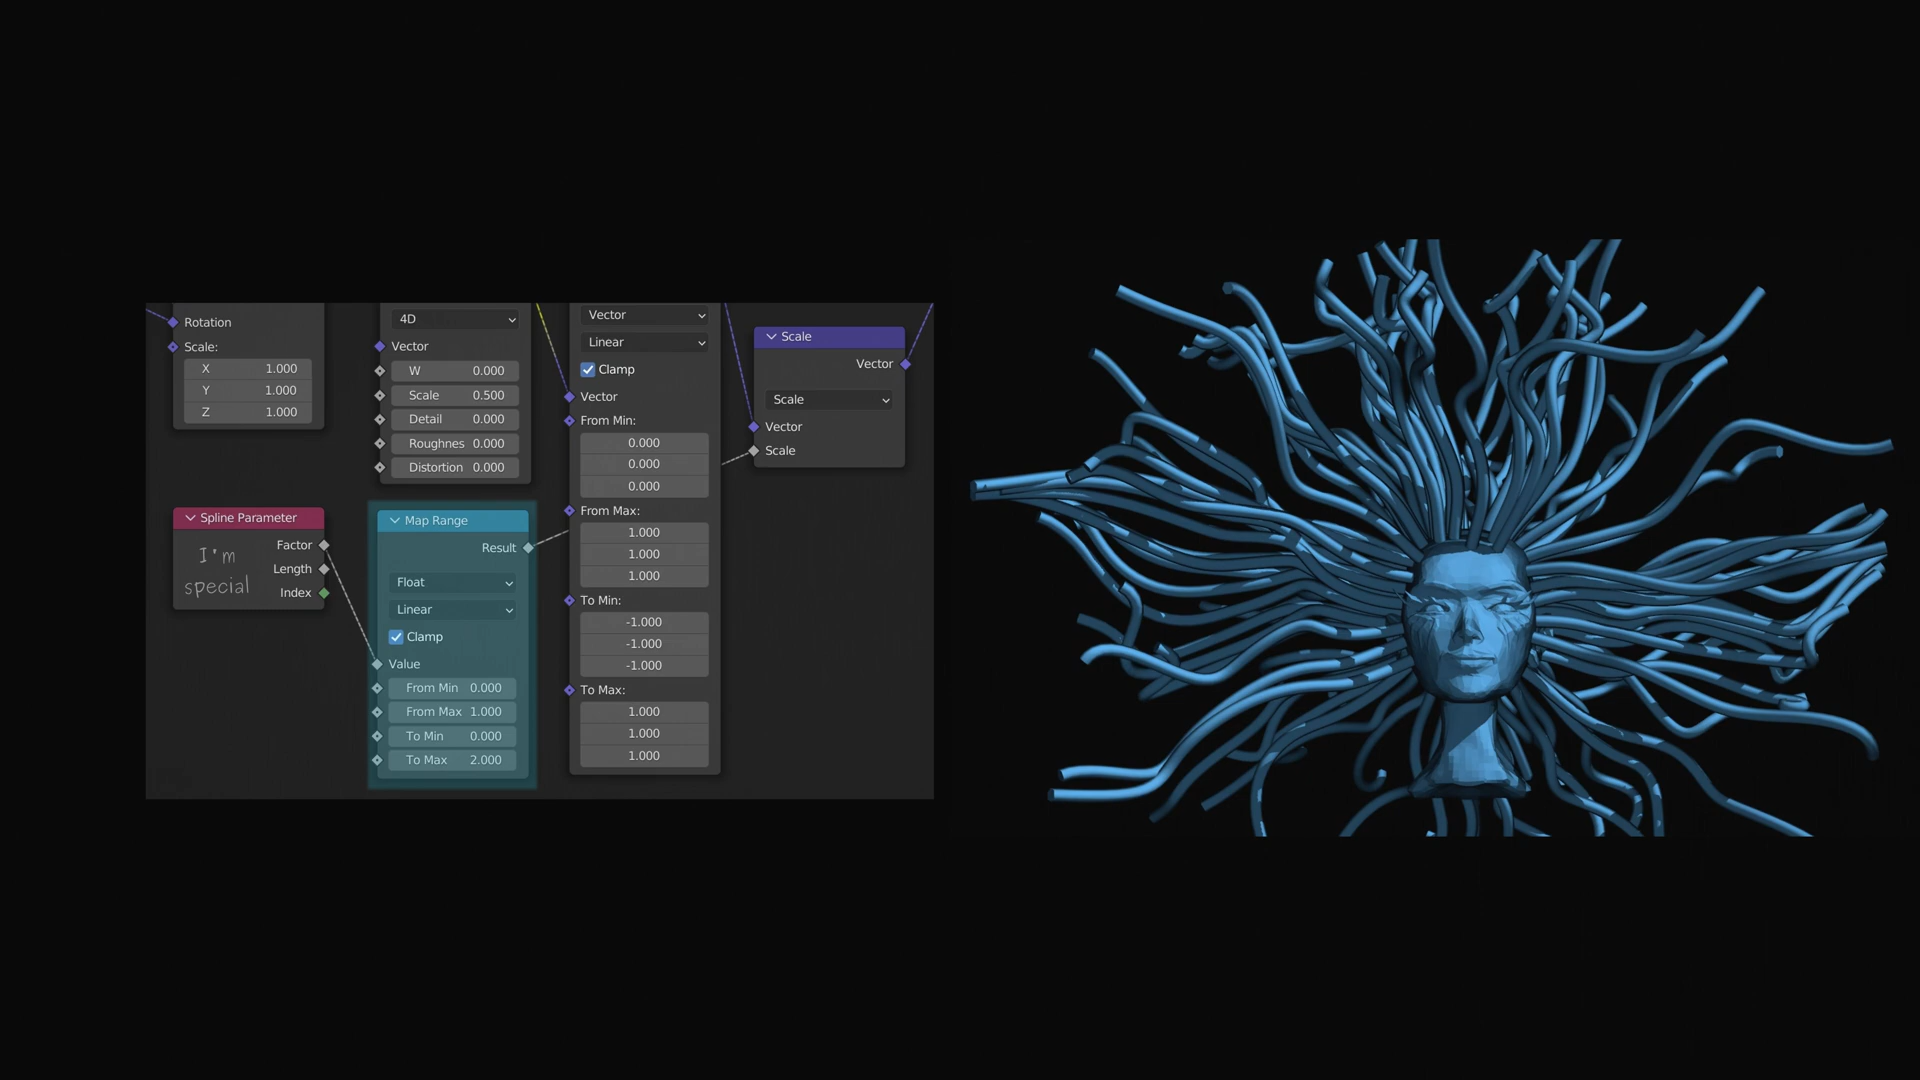 Rotation
Scale:
X 1.000
Y 1.000
Z 1.000
4D
Vector
W 0.000
Scale 0.500
Detail 0.000
Roughnes 0.000
Distortion 0.000
Vector
Linear
Clamp
Vector
From Min:
0.000
0.000
0.000
From Max:
1.000
1.000
1.000
To Min:
-1.000
-1.000
-1.000
To Max:
1.000
1.000
1.000
Scale
Vector
Scale
Vector
Scale
Spline Parameter
Factor
Length
Index
I'm
special
Map Range
Result
Float
Linear
Clamp
Value
From Min 0.000
From Max 1.000
To Min 0.000
To Max 2.000